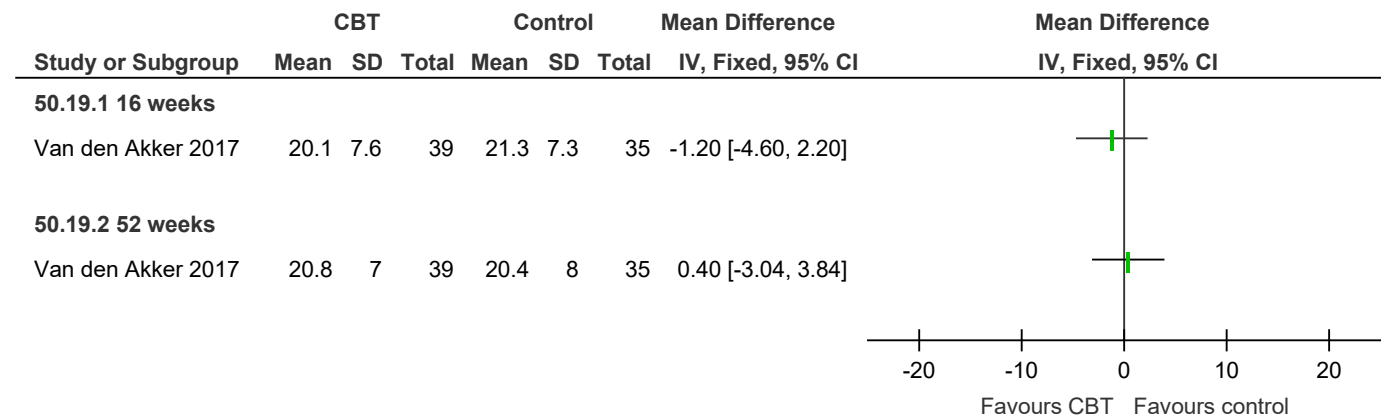 CBT Control Mean Difference Mean Difference
Study or Subgroup Mean SD Total Mean SD Total IV, Fixed, 95% CI IV, Fixed, 95% CI
50.19.1 16 weeks
Van den Akker 2017 20.1 7.6 39 21.3 7.3 35 -1.20 [-4.60, 2.20]
50.19.2 52 weeks
Van den Akker 2017 20.8 7 39 20.4 8 35 0.40 [-3.04, 3.84]
-20 -10 0 10 20
Favours CBT Favours control